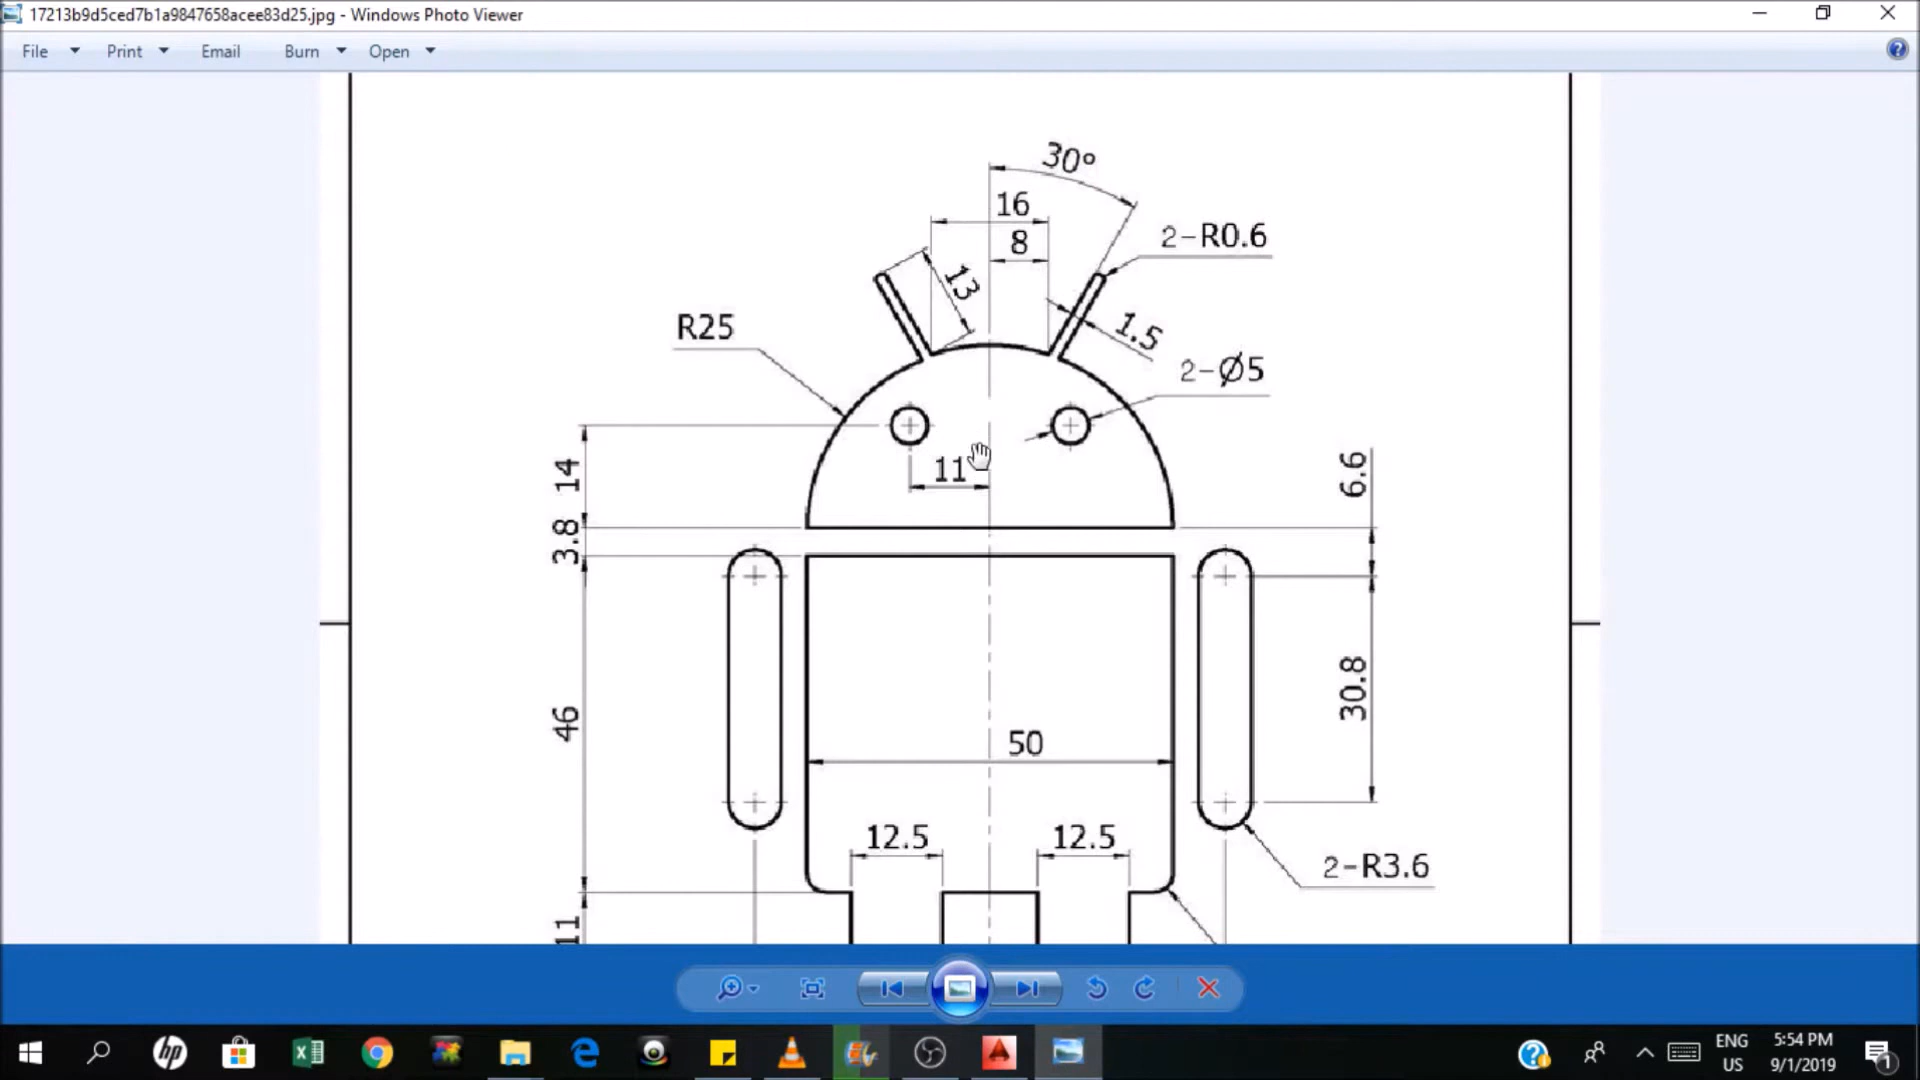 17213b9d5ced7b1a9847658acee83d25.jpg - Windows Photo Viewer
File Print Email Burn Open
30°
16
2-R0.6
8
13
R25
1.5
2-Ø5
11
14
6.6
3.8
46
30.8
50
12.5 12.5
2-R3.6
11
ENG
US
5:54 PM
9/1/2019
1